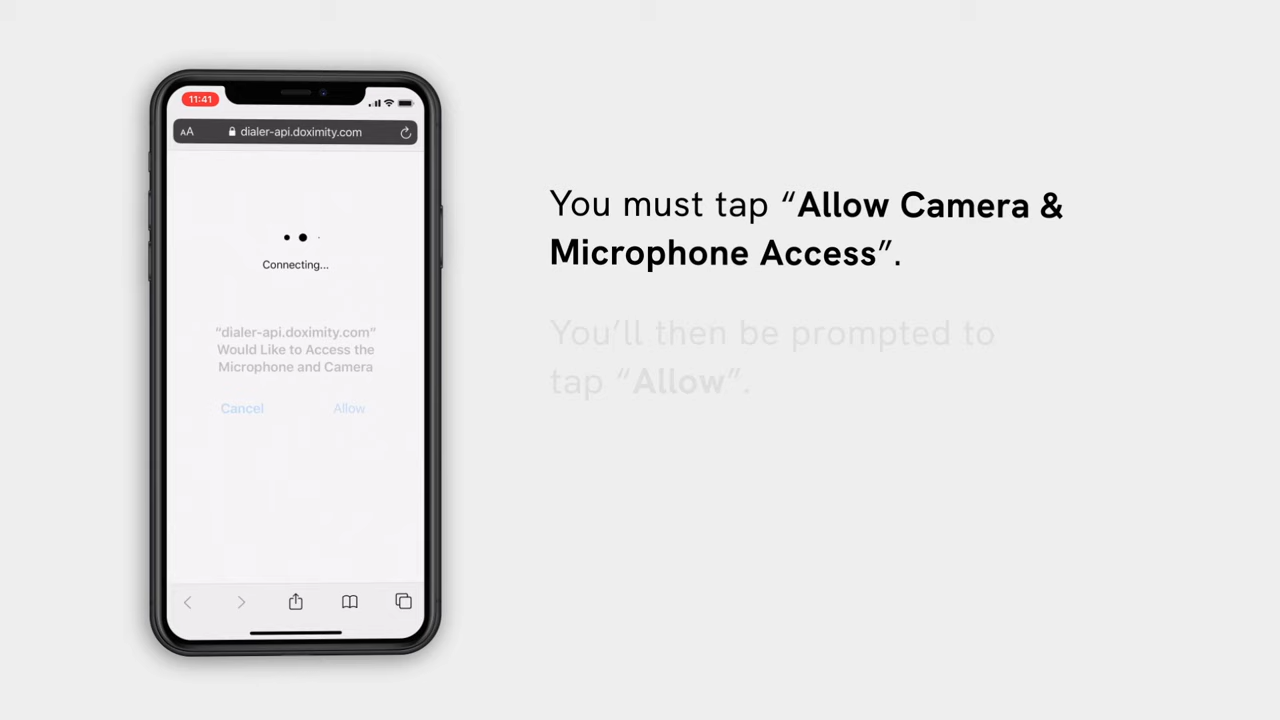 11:41
AA dialer-api.doximity.com
Connecting...
"dialer-api.doximity.com"
Would Like to Access the
Microphone and Camera
Cancel Allow
You must tap “Allow Camera &
Microphone Access”.
You’ll then be prompted to
tap “Allow”.